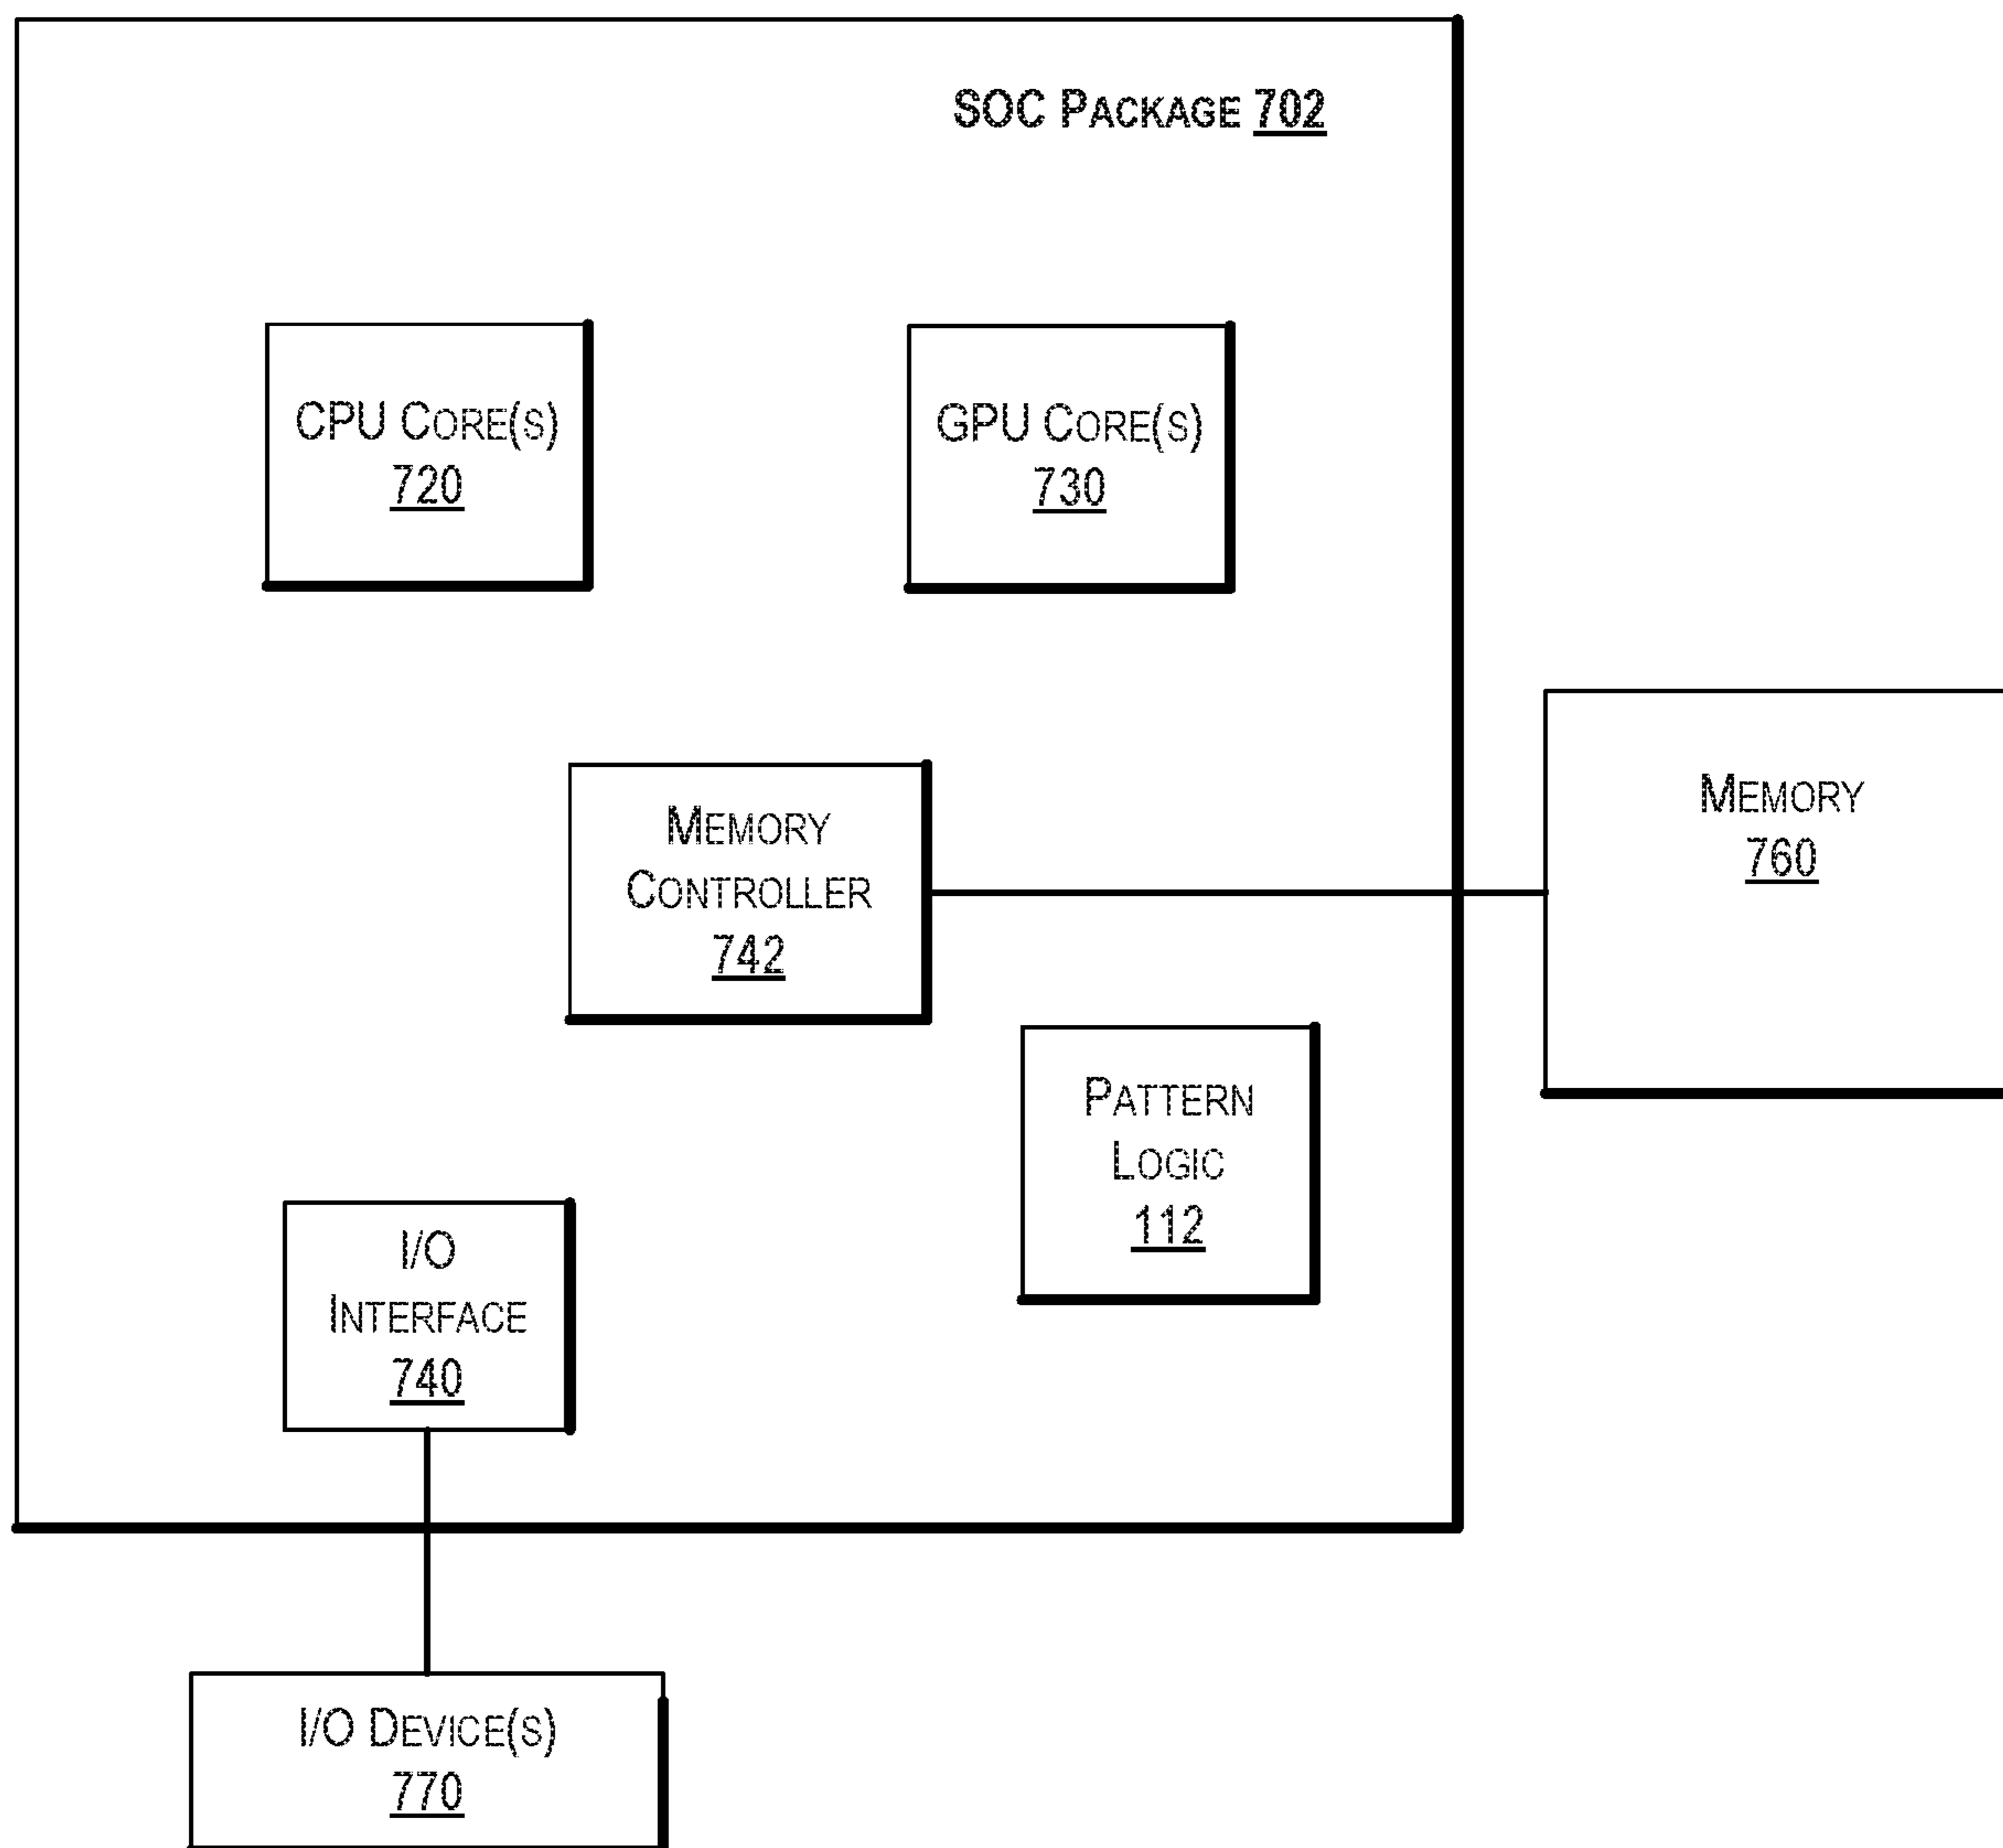 SOC PACKAGE 702
CPU CORE(S)
720
GPU CORE(S)
730
MEMORY
CONTROLLER
742
MEMORY
760
PATTERN
LOGIC
112
I/O
INTERFACE
740
I/O DEVICE(S)
770